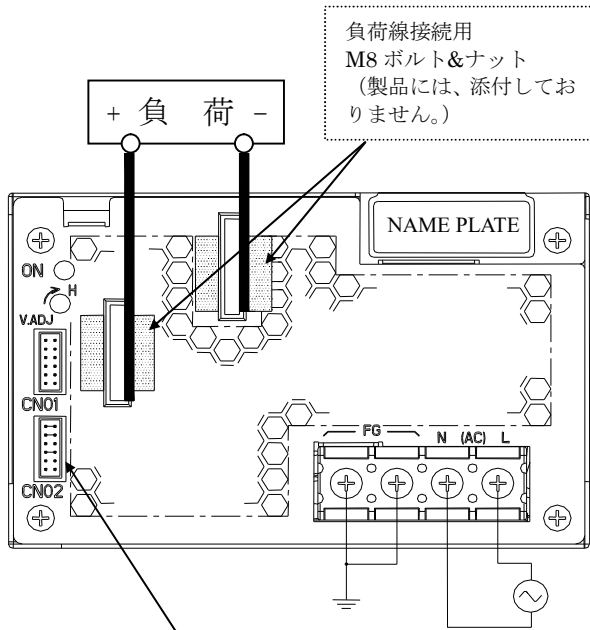 負荷線接続用
M8 ボルト&ナット
（製品には、添付してお
りません。）
+ 負 荷 −
NAME PLATE
ON
H
V.ADJ
CN01
CN02
FG N (AC) L